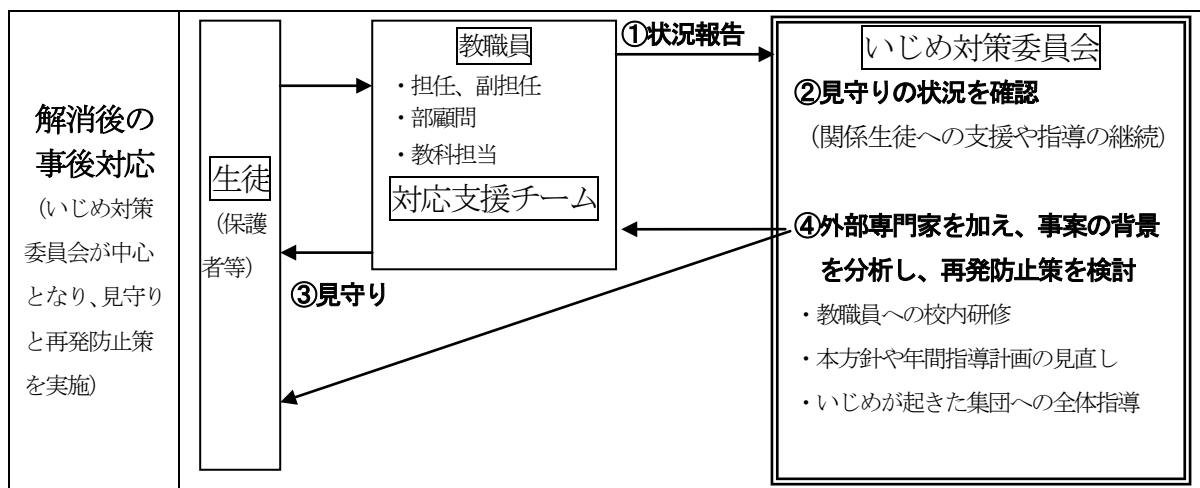 解消後の
事後対応
（いじめ対策
委員会が中心
となり、見守り
と再発防止策
を実施）
生徒
（保護
者等）
教職員
・担任、副担任
・部顧問
・教科担当
対応支援チーム
①状況報告
③見守り
いじめ対策委員会
②見守りの状況を確認
（関係生徒への支援や指導の継続）
④外部専門家を加え、事案の背景
を分析し、再発防止策を検討
・教職員への校内研修
・本方針や年間指導計画の見直し
・いじめが起きた集団への全体指導